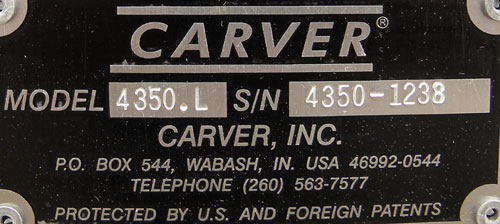 CARVER®
MODEL 4350.L S/N 4350-1238
CARVER, INC.
P.O. BOX 544, WABASH, IN. USA 46992-0544
TELEPHONE (260) 563-7577
PROTECTED BY U.S. AND FOREIGN PATENTS